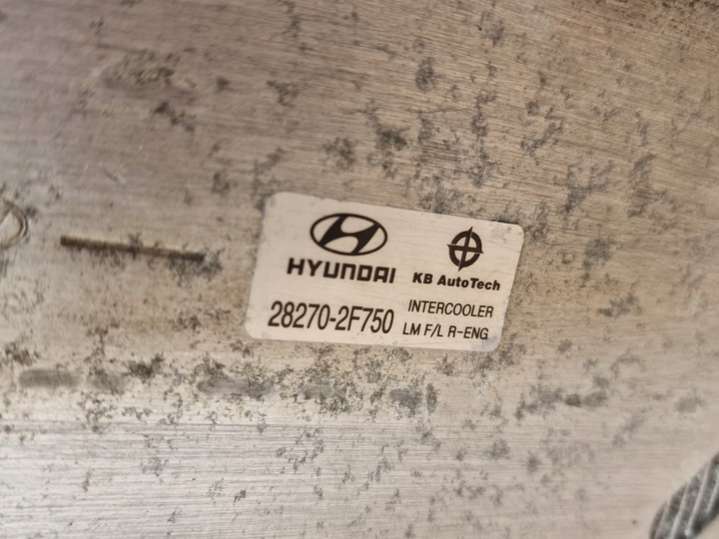 HYUNDAI
KB AutoTech
28270-2F750
INTERCOOLER
LM F/L R-ENG